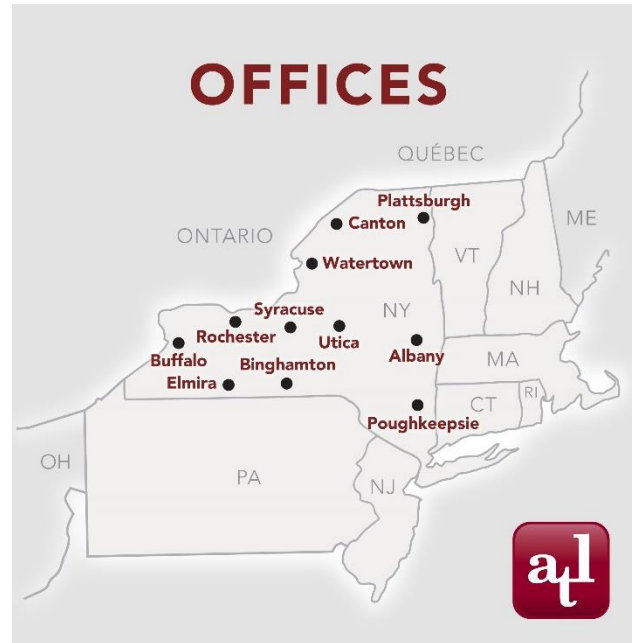 OFFICES
QUÉBEC
Plattsburgh
Canton
ME
ONTARIO
VT
Watertown
NH
Syracuse
NY
Rochester
Utica
Buffalo
Albany
MA
Binghamton
Elmira
CT
RI
Poughkeepsie
OH
PA
NJ
atl